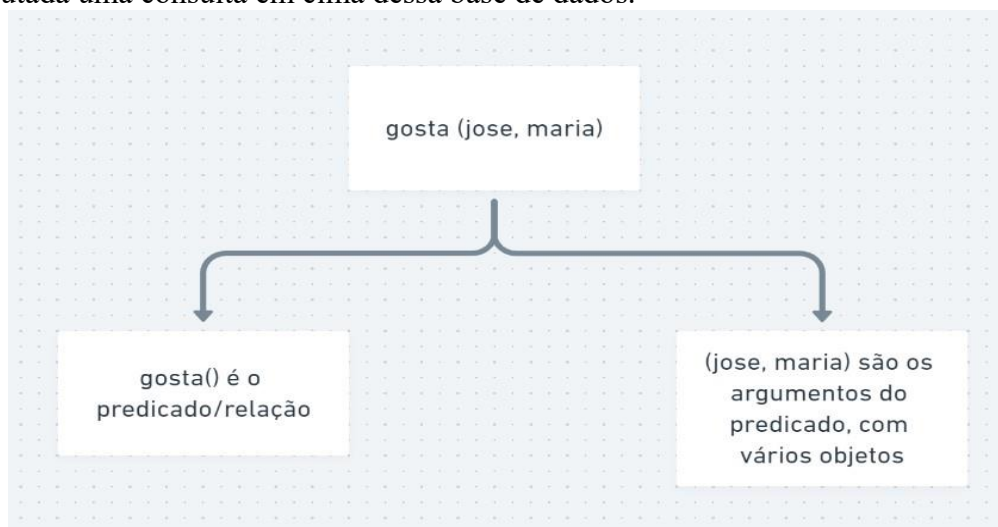 uma consulta em cima dessa base de dados.
gosta (jose, maria)
gosta() é o
predicado/relação
(jose, maria) são os
argumentos do
predicado, com
vários objetos